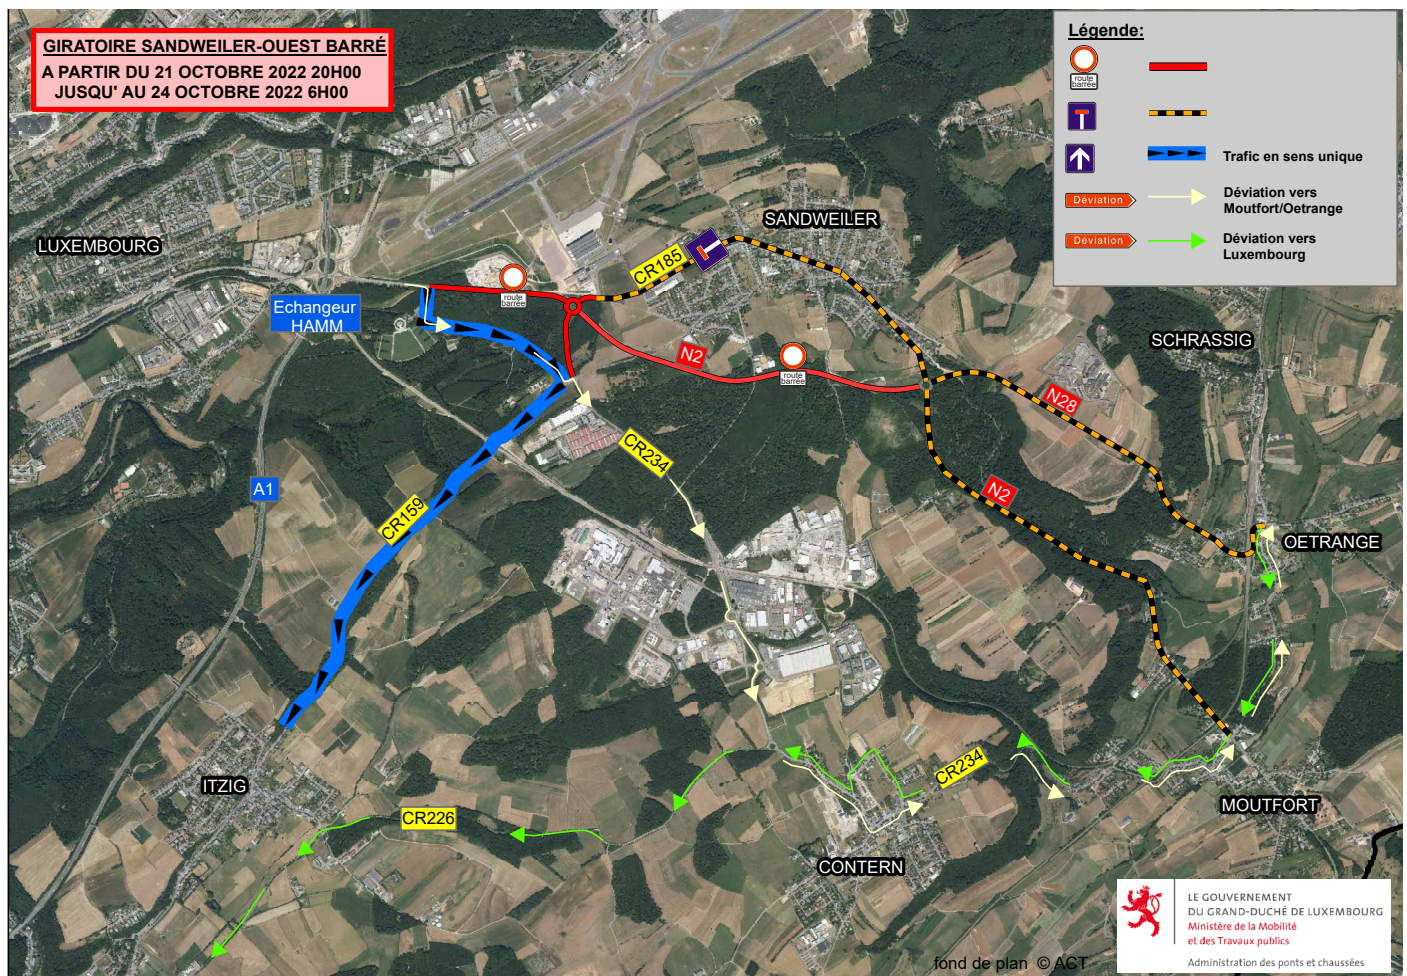 GIRATOIRE SANDWEILER-OUEST BARRÉ
A PARTIR DU 21 OCTOBRE 2022 20H00
JUSQU' AU 24 OCTOBRE 2022 6H00
Légende:
route
barrée
Trafic en sens unique
Déviation
Déviation vers
Moutfort/Oetrange
Déviation
Déviation vers
Luxembourg
LUXEMBOURG
SANDWEILER
CR185
route
barrée
Echangeur
HAMM
N2
route
barrée
SCHRASSIG
N28
CR234
A1
CR159
N2
OETRANGE
ITZIG
CR234
MOUTFORT
CR226
CONTERN
LE GOUVERNEMENT
DU GRAND-DUCHÉ DE LUXEMBOURG
Ministère de la Mobilité
et des Travaux publics
Administration des ponts et chaussées
fond de plan © ACT